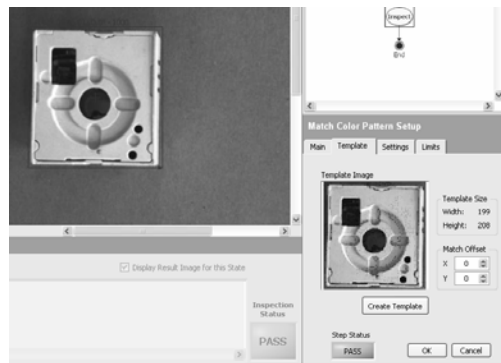 Inspect
End
Match Color Pattern Setup
Main Template Settings Limits
Template Image
Template Size
Width: 199
Height: 208
Match Offset
X 0
Y 0
Create Template
Display Result Image for this State
Inspection
Status
PASS
Step Status
PASS
OK Cancel